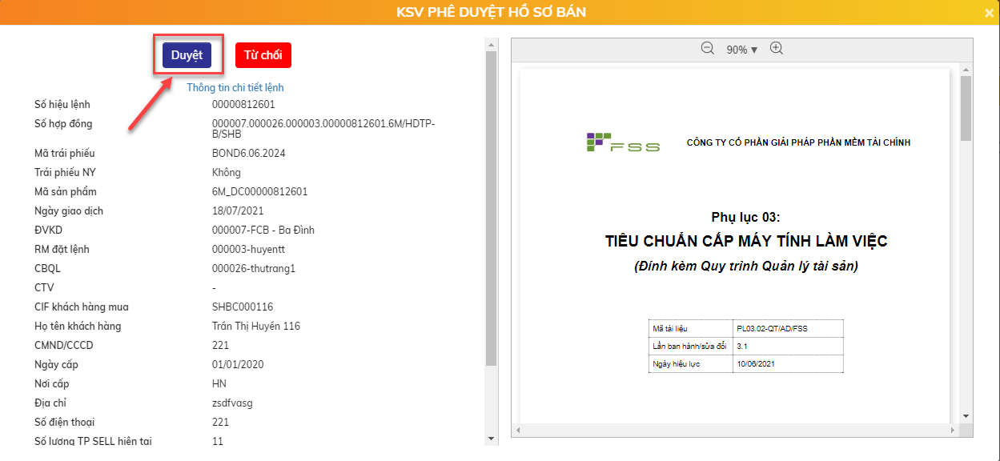 KSV PHÊ DUYỆT HỒ SƠ BÁN
×
Duyệt Từ chối
Thông tin chi tiết lệnh
Số hiệu lệnh 00000812601
Số hợp đồng 000007.000026.000003.00000812601.6M/HDTP-
B/SHB
Mã trái phiếu BOND6.06.2024
Trái phiếu NY Không
Mã sản phẩm 6M_DC00000812601
Ngày giao dịch 18/07/2021
ĐVKD 000007-FCB - Ba Đình
RM đặt lệnh 000003-huyentt
CBQL 000026-thutrang1
CTV -
CIF khách hàng mua SHBC000116
Họ tên khách hàng Trần Thị Huyền 116
CMND/CCCD 221
Ngày cấp 01/01/2020
Nơi cấp HN
Địa chỉ zsdfvasg
Số điện thoại 221
Số lượng TP SELL hiện tại 11
90% ▼
FSS
CÔNG TY CỔ PHẦN GIẢI PHÁP PHẦN MỀM TÀI CHÍNH
Phụ lục 03:
TIÊU CHUẨN CẤP MÁY TÍNH LÀM VIỆC
(Đính kèm Quy trình Quản lý tài sản)
Mã tài liệu PL03.02-QT/AD/FSS
Lần ban hành/sửa đổi 3.1
Ngày hiệu lực 10/06/2021